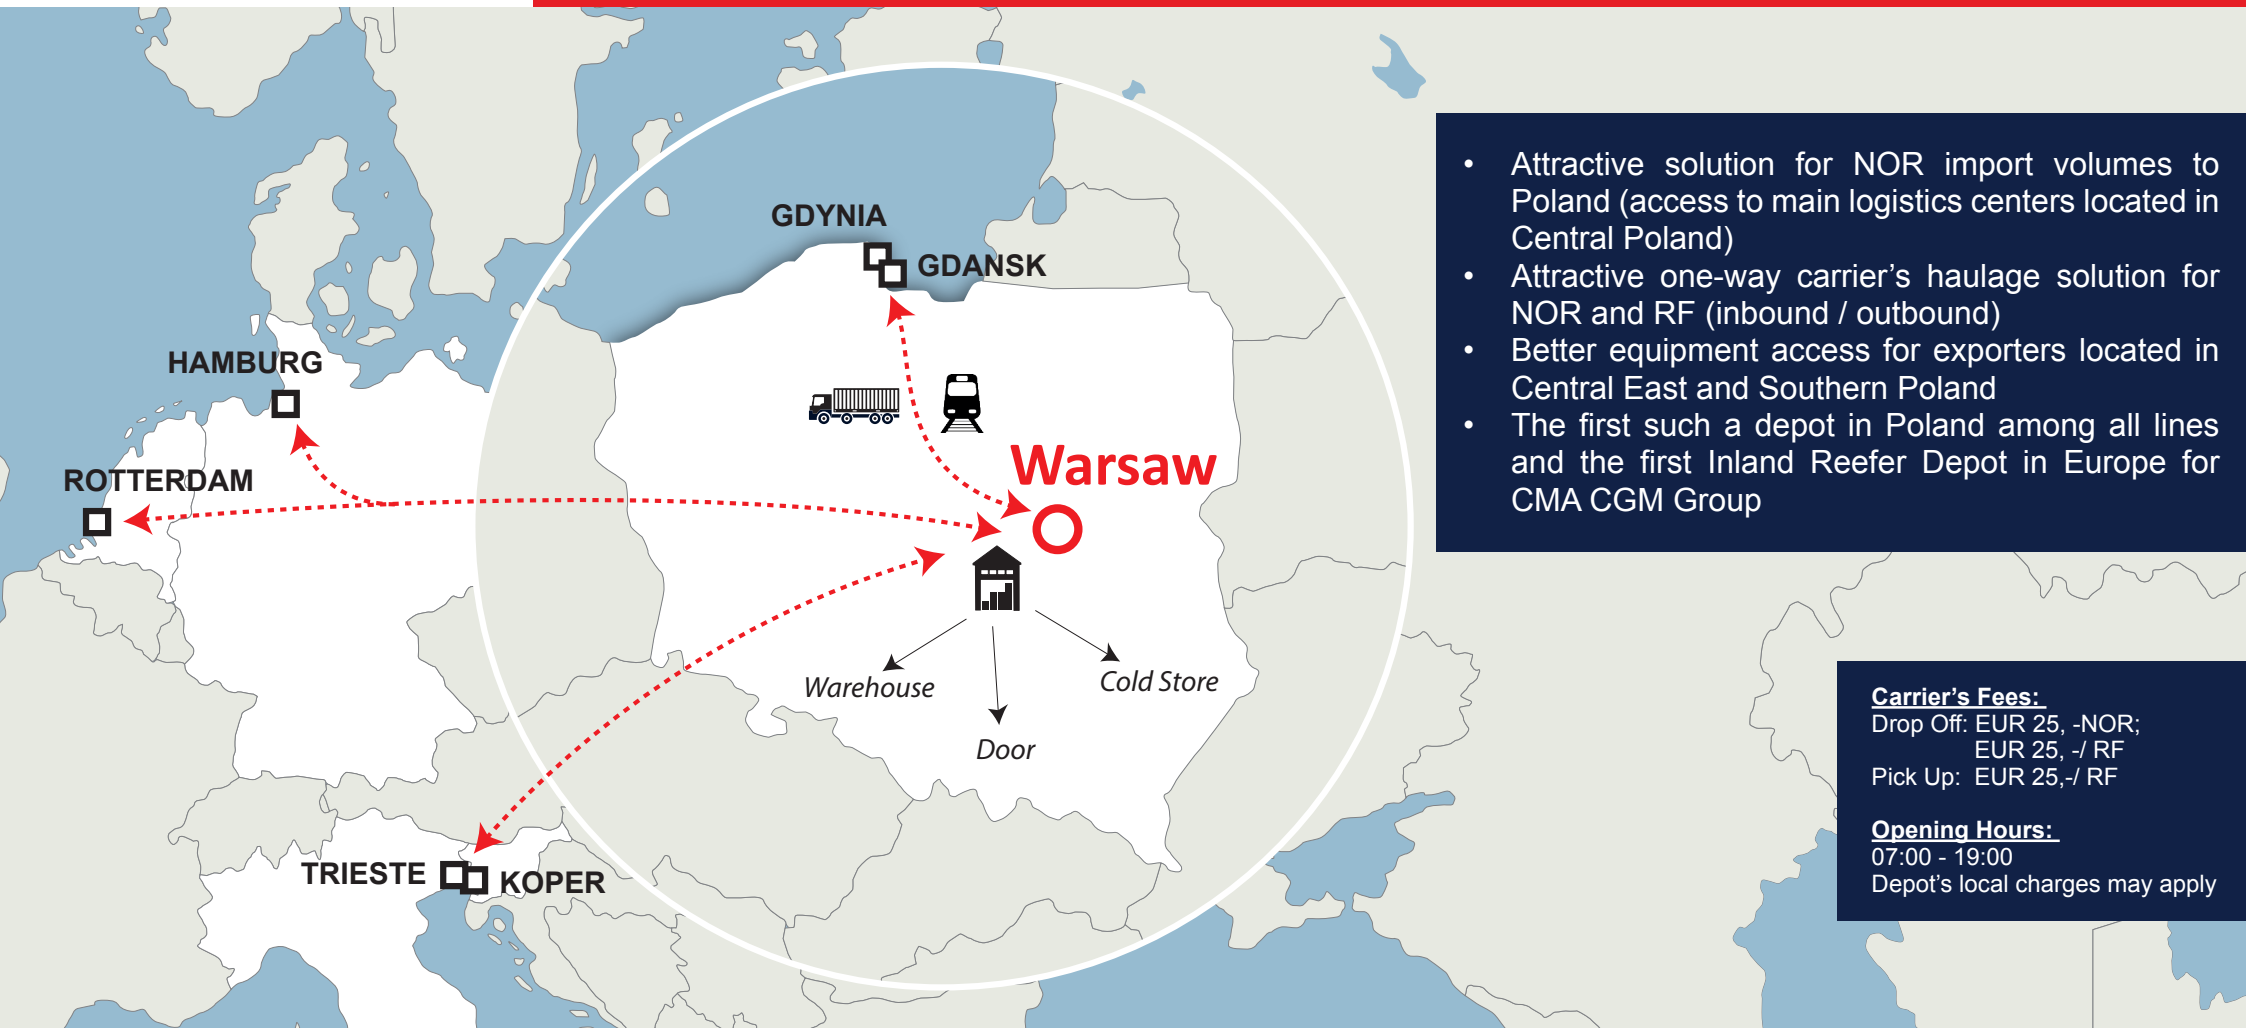 GDYNIA
GDANSK
HAMBURG
ROTTERDAM
Warsaw
Warehouse
Cold Store
Door
TRIESTE
KOPER
• Attractive solution for NOR import volumes to
Poland (access to main logistics centers located in
Central Poland)
• Attractive one-way carrier’s haulage solution for
NOR and RF (inbound / outbound)
• Better equipment access for exporters located in
Central East and Southern Poland
• The first such a depot in Poland among all lines
and the first Inland Reefer Depot in Europe for
CMA CGM Group
Carrier’s Fees:
Drop Off: EUR 25, -NOR;
EUR 25, -/ RF
Pick Up: EUR 25,-/ RF
Opening Hours:
07:00 - 19:00
Depot’s local charges may apply